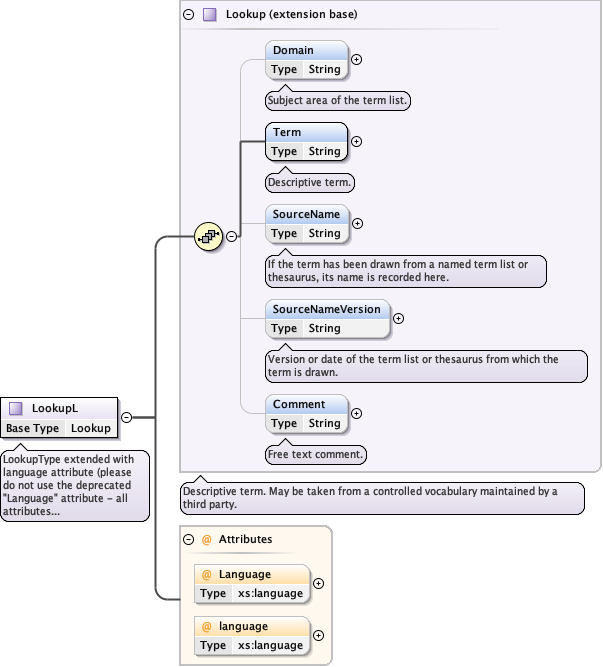 Lookup (extension base)
Domain
Type String
Subject area of the term list.
Term
Type String
Descriptive term.
SourceName
Type String
If the term has been drawn from a named term list or
thesaurus, its name is recorded here.
SourceNameVersion
Type String
Version or date of the term list or thesaurus from which the
term is drawn.
Comment
Type String
Free text comment.
LookupL
Base Type Lookup
LookupType extended with
language attribute (please
do not use the deprecated
"Language" attribute - all
attributes...
Descriptive term. May be taken from a controlled vocabulary maintained by a
third party.
@ Attributes
@ Language
Type xs:language
@ language
Type xs:language